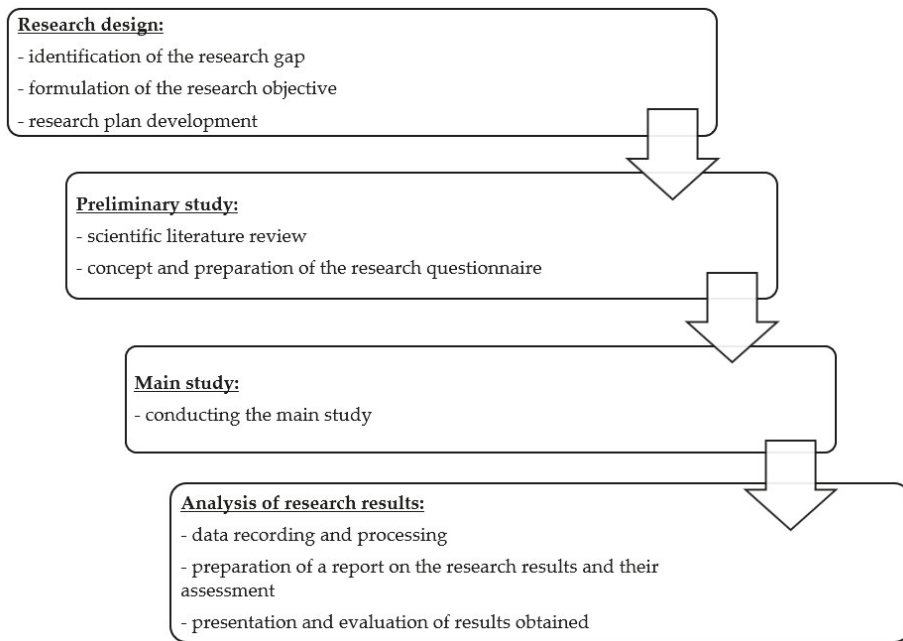 Research design:
- identification of the research gap
- formulation of the research objective
- research plan development
Preliminary study:
- scientific literature review
- concept and preparation of the research questionnaire
Main study:
- conducting the main study
Analysis of research results:
- data recording and processing
- preparation of a report on the research results and their
assessment
- presentation and evaluation of results obtained